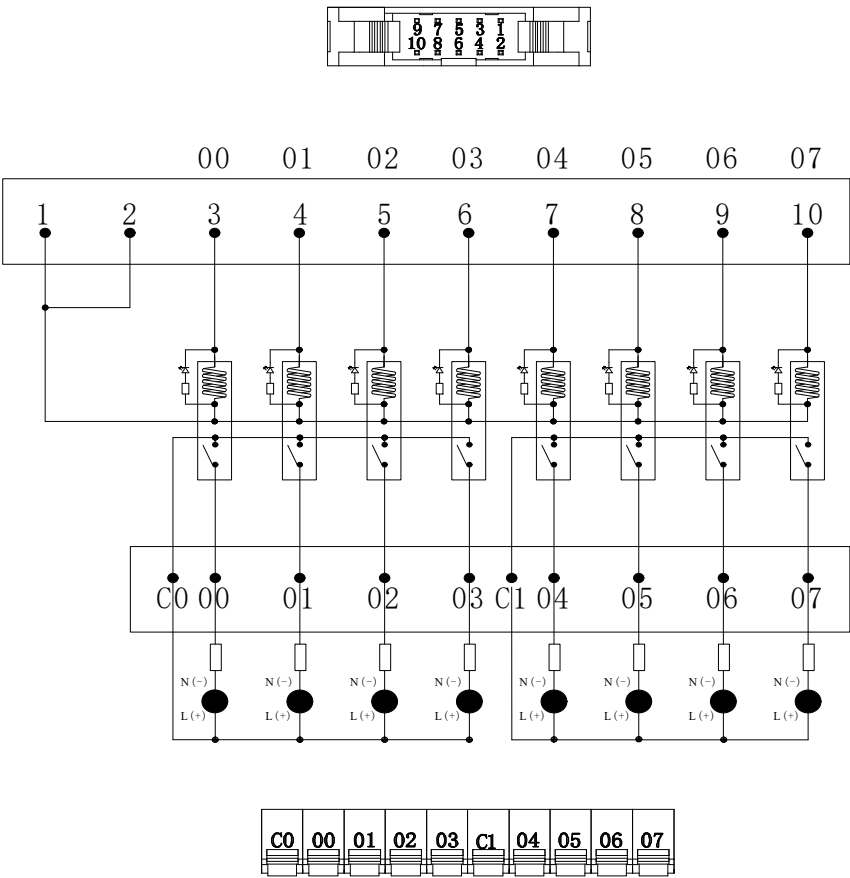 9 7 5 3 1
10 8 6 4 2
00 01 02 03 04 05 06 07
1 2 3 4 5 6 7 8 9 10
C0 00 01 02 03 C1 04 05 06 07
N(-) N(-) N(-) N(-) N(-) N(-) N(-) N(-)
L(+) L(+) L(+) L(+) L(+) L(+) L(+) L(+)
C0 00 01 02 03 C1 04 05 06 07